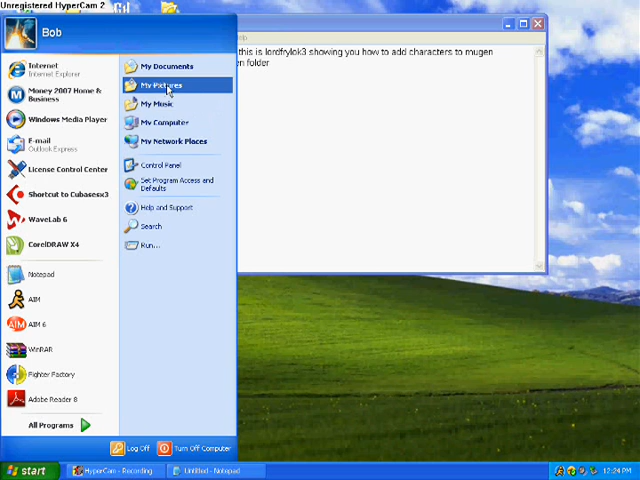 Unregistered HyperCam 2
Bob
Internet
Internet Explorer
Money 2007 Home &
Business
Windows Media Player
E-mail
Outlook Express
License Control Center
Shortcut to Cubasesx3
WaveLab 6
CorelDRAW X4
Notepad
AIM
AIM 6
WinRAR
Fighter Factory
Adobe Reader 8
All Programs
My Documents
My Pictures
My Music
My Computer
My Network Places
Control Panel
Set Program Access and
Defaults
Help and Support
Search
Run...
Log Off
Turn Off Computer
this is lordfrylok3 showing you how to add characters to mugen
en folder
start
HyperCam - Recording
Untitled - Notepad
12:24 PM